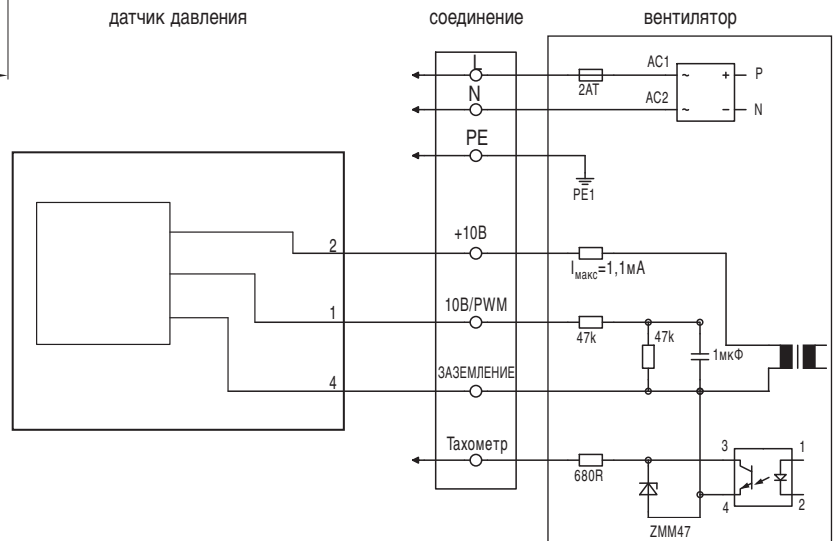 датчик давления
соединение
вентилятор
L
2АТ
AC1
~
+
P
N
AC2
~
–
N
PE
PE1
2
+10В
Iмакс=1,1мА
1
10В/PWM
47k
47k
1мкФ
4
ЗАЗЕМЛЕНИЕ
Тахометр
680R
3
1
4
2
ZMM47